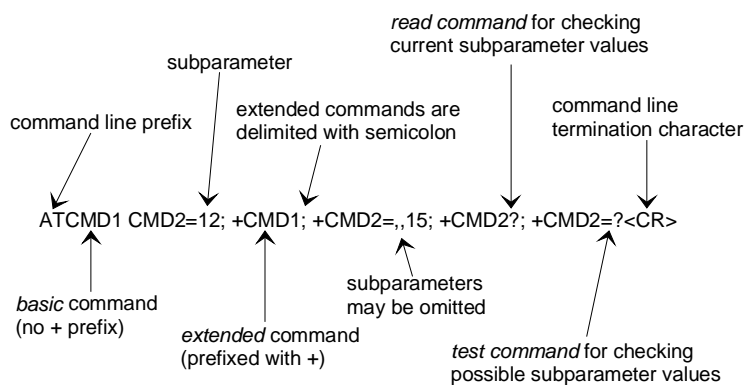 read command for checking
current subparameter values
subparameter
extended commands are
delimited with semicolon
command line
termination character
command line prefix
ATCMD1 CMD2=12; +CMD1; +CMD2=,,15; +CMD2?; +CMD2=?<CR>
basic command
(no + prefix)
extended command
(prefixed with +)
subparameters
may be omitted
test command for checking
possible subparameter values